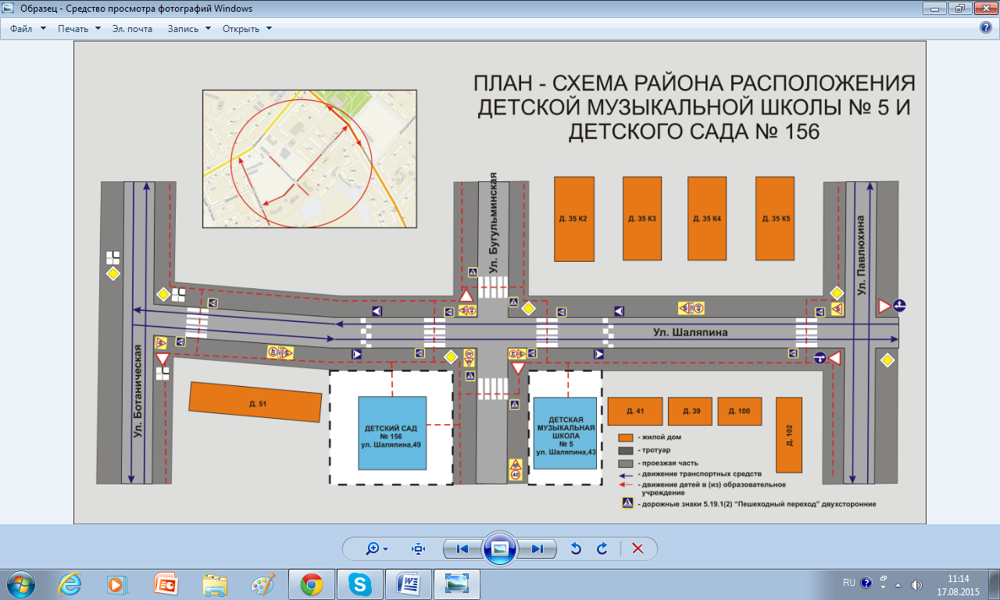 Образец - Средство просмотра фотографий Windows
Файл Печать Эл. почта Запись Открыть
ПЛАН - СХЕМА РАЙОНА РАСПОЛОЖЕНИЯ
ДЕТСКОЙ МУЗЫКАЛЬНОЙ ШКОЛЫ № 5 И
ДЕТСКОГО САДА № 156
Ул. Бугульминская
Д. 35 К2
Д. 35 К3
Д. 35 К4
Д. 35 К5
Ул. Павлюхина
Ул. Шаляпина
Ул. Ботаническая
Д. 51
ДЕТСКИЙ САД
№ 156
ул. Шаляпина,49
ДЕТСКАЯ
МУЗЫКАЛЬНАЯ
ШКОЛА
№ 5
ул. Шаляпина,43
Д. 41
Д. 39
Д. 100
Д. 102
- жилой дом
- тротуар
- проезжая часть
- движение транспортных средств
- движение детей в (из) образовательное
учреждение
- дорожные знаки 5.19.1(2) “Пешеходный переход” двухсторонние
40
RU
11:14
17.08.2015